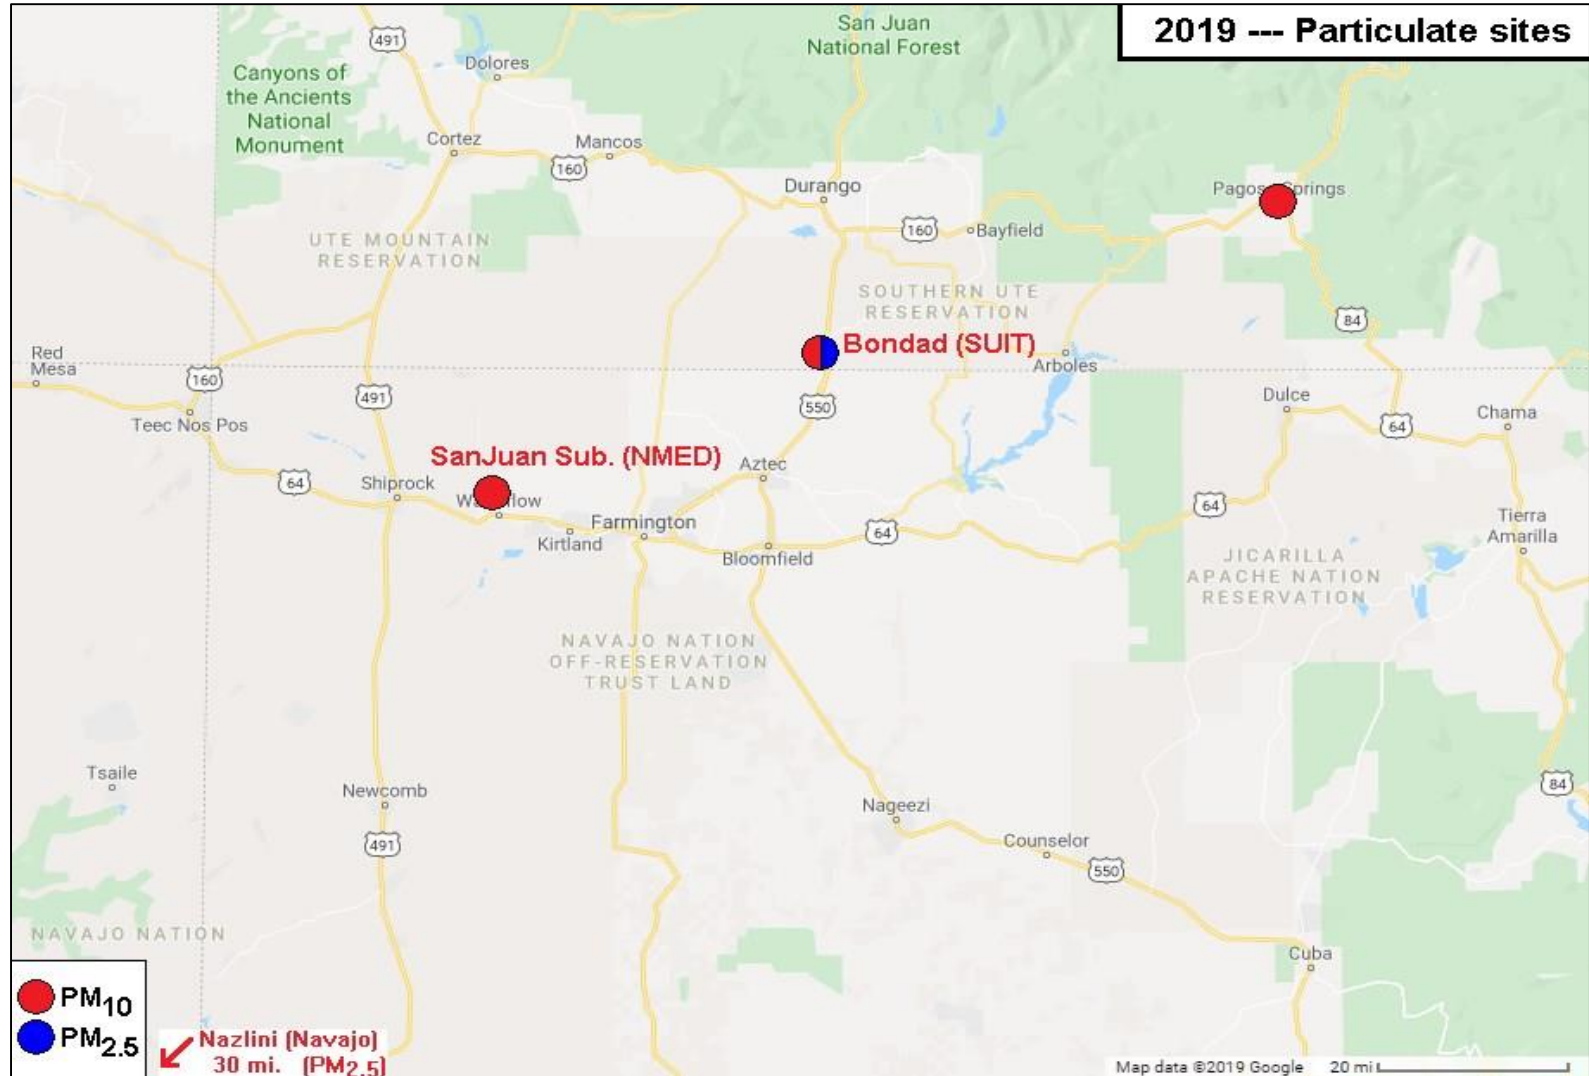 2019 --- Particulate sites
San Juan
National Forest
491
Dolores
Canyons of
the Ancients
National
Monument
Cortez
Mancos
160
Durango
Pagosa Springs
160
Bayfield
UTE MOUNTAIN
RESERVATION
SOUTHERN UTE
RESERVATION
84
Bondad (SUIT)
Red
Mesa
160
Arboles
491
550
Dulce
Chama
Teec Nos Pos
64
SanJuan Sub. (NMED)
Aztec
64
Shiprock
Waterflow
64
Farmington
64
Kirtland
Bloomfield
Tierra
Amarilla
JICARILLA
APACHE NATION
RESERVATION
NAVAJO NATION
OFF-RESERVATION
TRUST LAND
Tsaile
Newcomb
84
Nageezi
491
Counselor
550
NAVAJO NATION
Cuba
PM10
PM2.5
Nazlini (Navajo)
30 mi. (PM2.5)
Map data ©2019 Google 20 mi